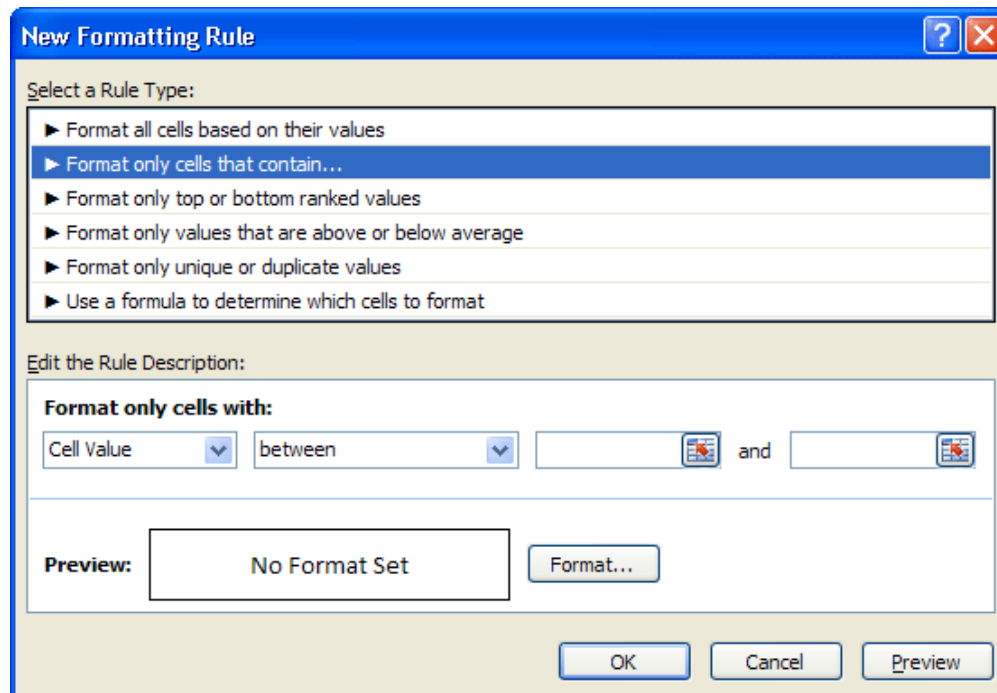 New Formatting Rule
Select a Rule Type:
► Format all cells based on their values
► Format only cells that contain...
► Format only top or bottom ranked values
► Format only values that are above or below average
► Format only unique or duplicate values
► Use a formula to determine which cells to format
Edit the Rule Description:
Format only cells with:
Cell Value between and
Preview: No Format Set Format...
OK Cancel Preview